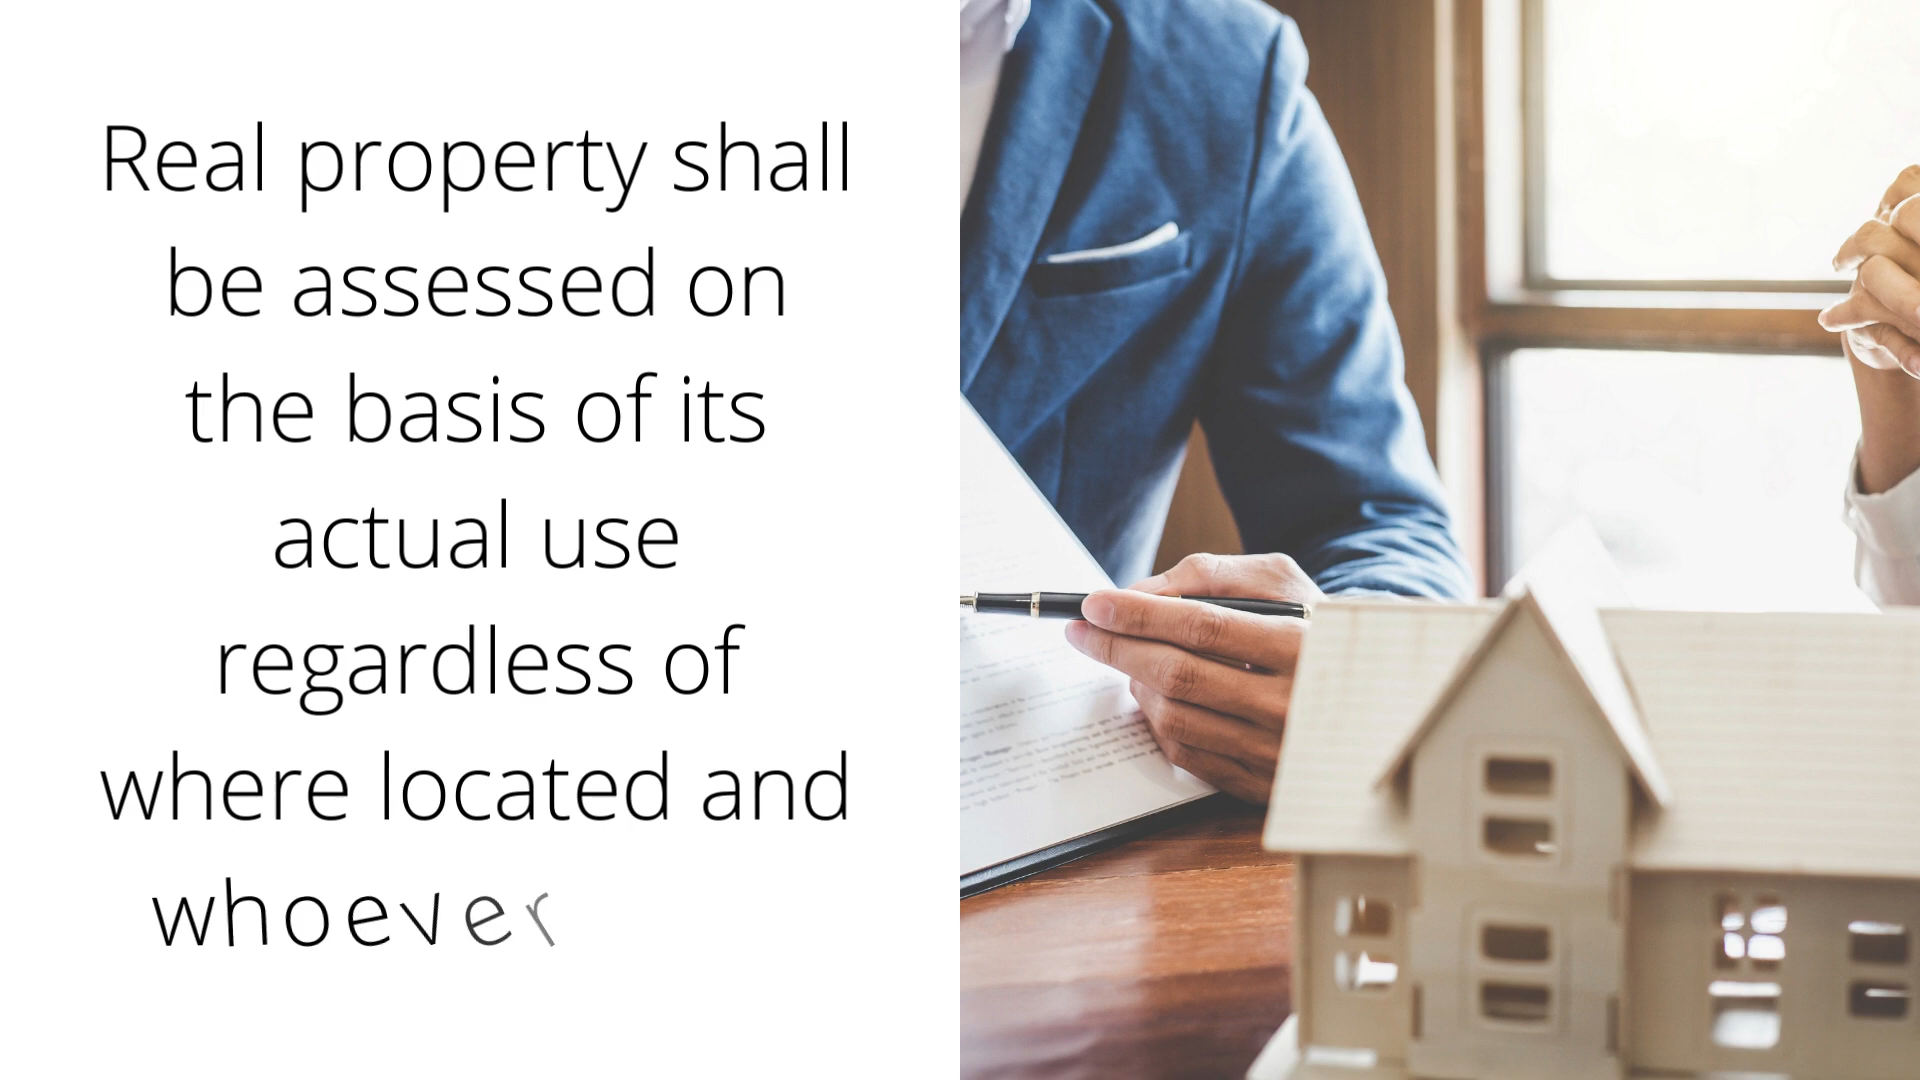 Real property shall
be assessed on
the basis of its
actual use
regardless of
where located and
whoever